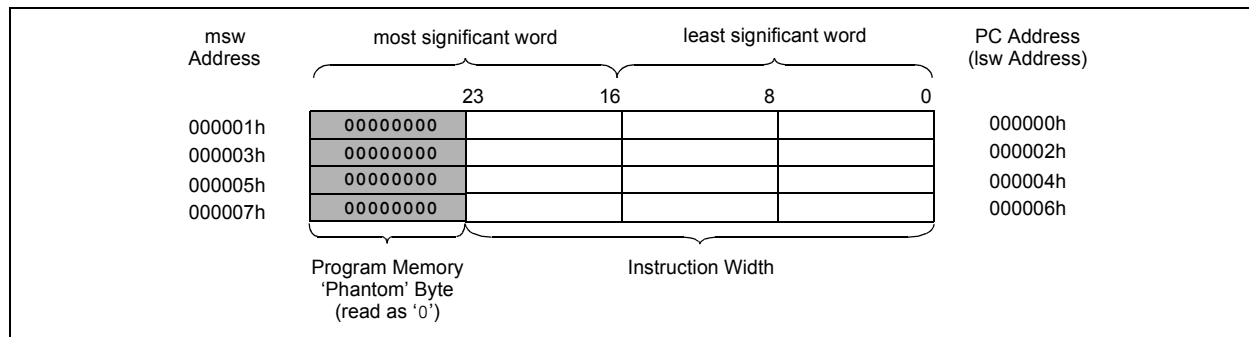 msw Address most significant word least significant word PC Address (lsw Address)
23 16 8 0
000001h 00000000 000000h
000003h 00000000 000002h
000005h 00000000 000004h
000007h 00000000 000006h
Program Memory ‘Phantom’ Byte (read as ‘0’) Instruction Width